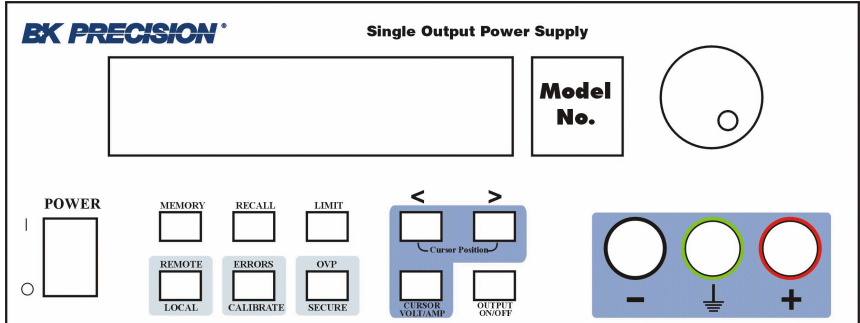 BK PRECISION®
Single Output Power Supply
Model
No.
POWER
MEMORY
RECALL
LIMIT
< >
Cursor Position
REMOTE
LOCAL
ERRORS
CALIBRATE
OVP
SECURE
CURSOR
VOLT/AMP
OUTPUT
ON/OFF
| 
O
- +